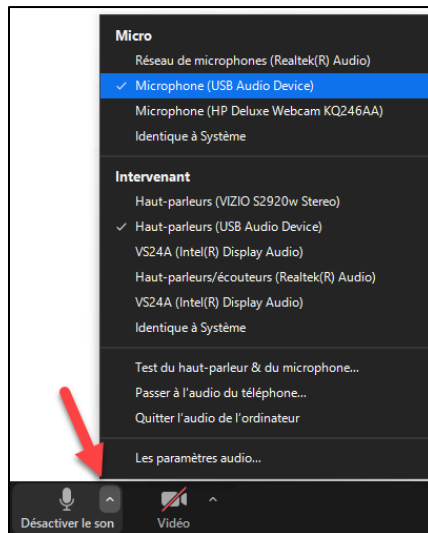 Micro
Réseau de microphones (Realtek(R) Audio)
Microphone (USB Audio Device)
Microphone (HP Deluxe Webcam KQ246AA)
Identique à Système
Intervenant
Haut-parleurs (VIZIO S2920w Stereo)
Haut-parleurs (USB Audio Device)
VS24A (Intel(R) Display Audio)
Haut-parleurs/écouteurs (Realtek(R) Audio)
VS24A (Intel(R) Display Audio)
Identique à Système
Test du haut-parleur & du microphone...
Passer à l'audio du téléphone...
Quitter l'audio de l'ordinateur
Les paramètres audio...
Désactiver le son
Vidéo